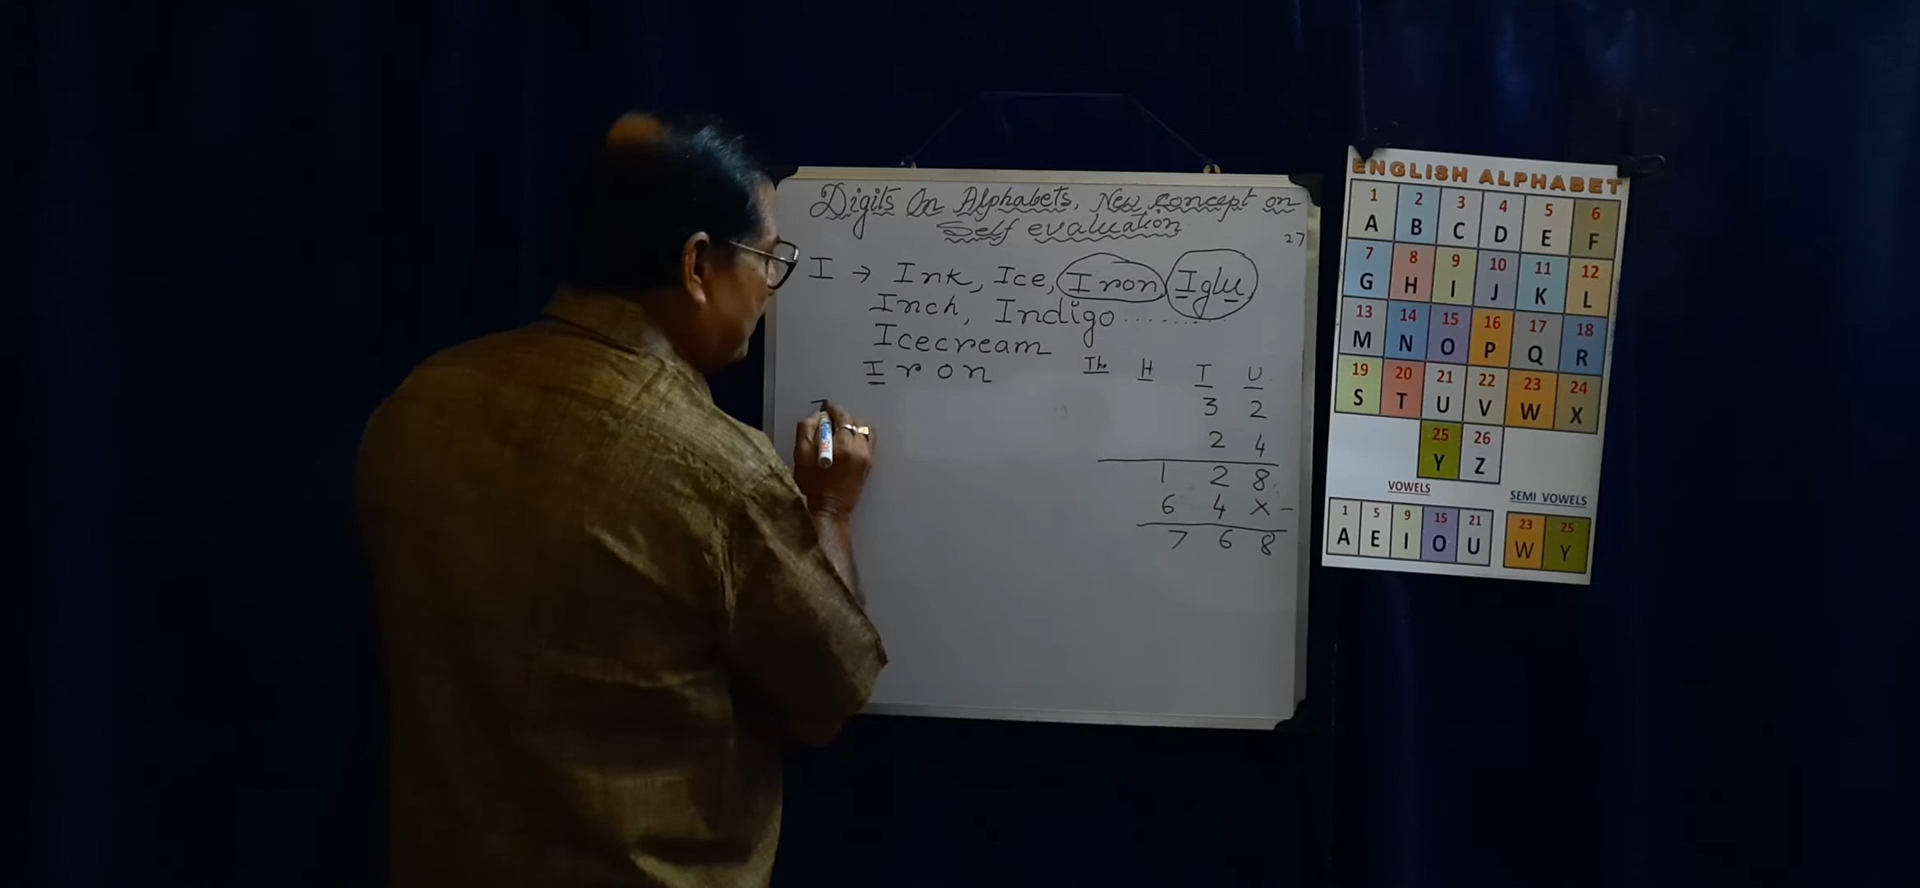 Digits On Alphabets, New concept on
Self evaluation
27
I → Ink, Ice, Iron Iglu
Inch, Indigo..........
Icecream
Iron
Th H T U
3 2
2 4
1 2 8
6 4 X -
7 6 8
ENGLISH ALPHABET
1 2 3 4 5 6
A B C D E F
7 8 9 10 11 12
G H I J K L
13 14 15 16 17 18
M N O P Q R
19 20 21 22 23 24
S T U V W X
25 26
Y Z
VOWELS SEMI VOWELS
1 5 9 15 21 23 25
A E I O U W Y